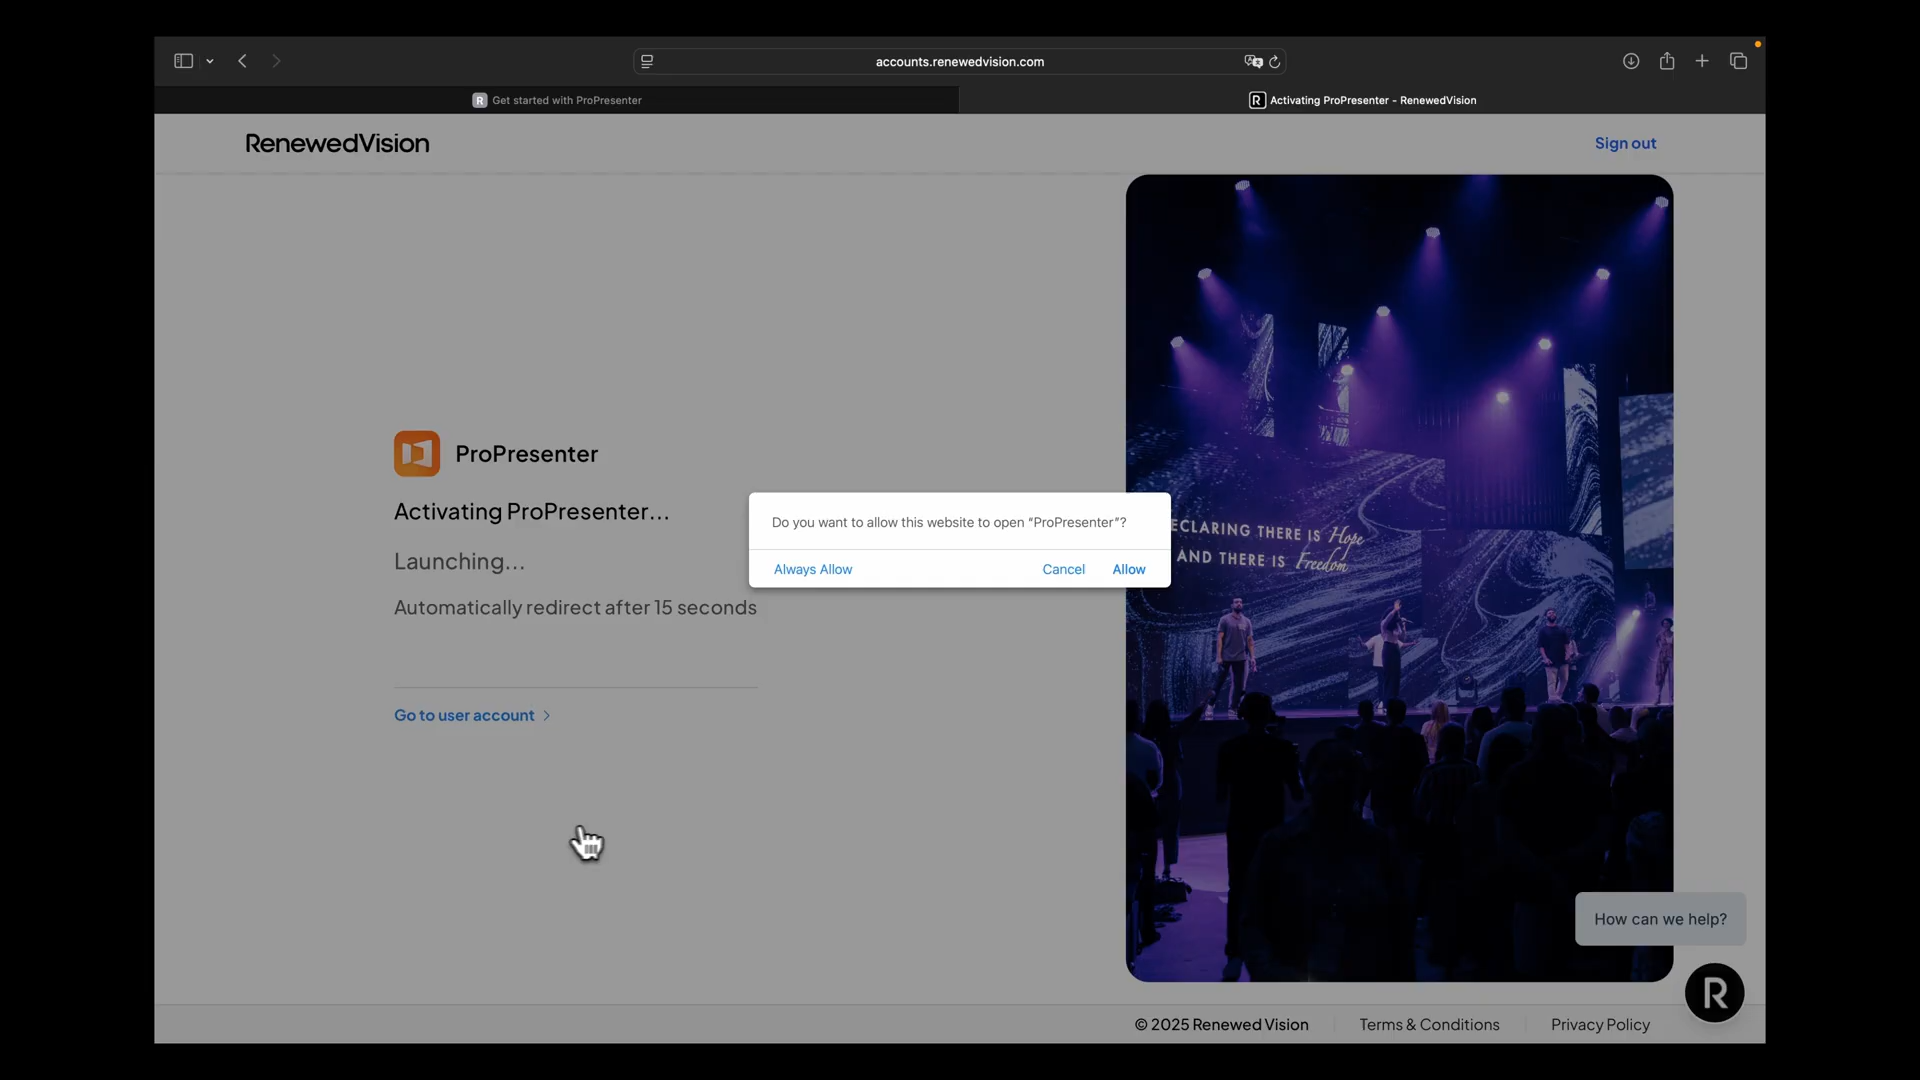 accounts.renewedvision.com
R Get started with ProPresenter
R Activating ProPresenter - RenewedVision
RenewedVision
Sign out
ProPresenter
Activating ProPresenter...
Launching...
Automatically redirect after 15 seconds
Go to user account
Do you want to allow this website to open “ProPresenter”?
Always Allow
Cancel
Allow
ECLARING THERE IS Hope
AND THERE IS Freedom
How can we help?
R
© 2025 Renewed Vision
Terms & Conditions
Privacy Policy